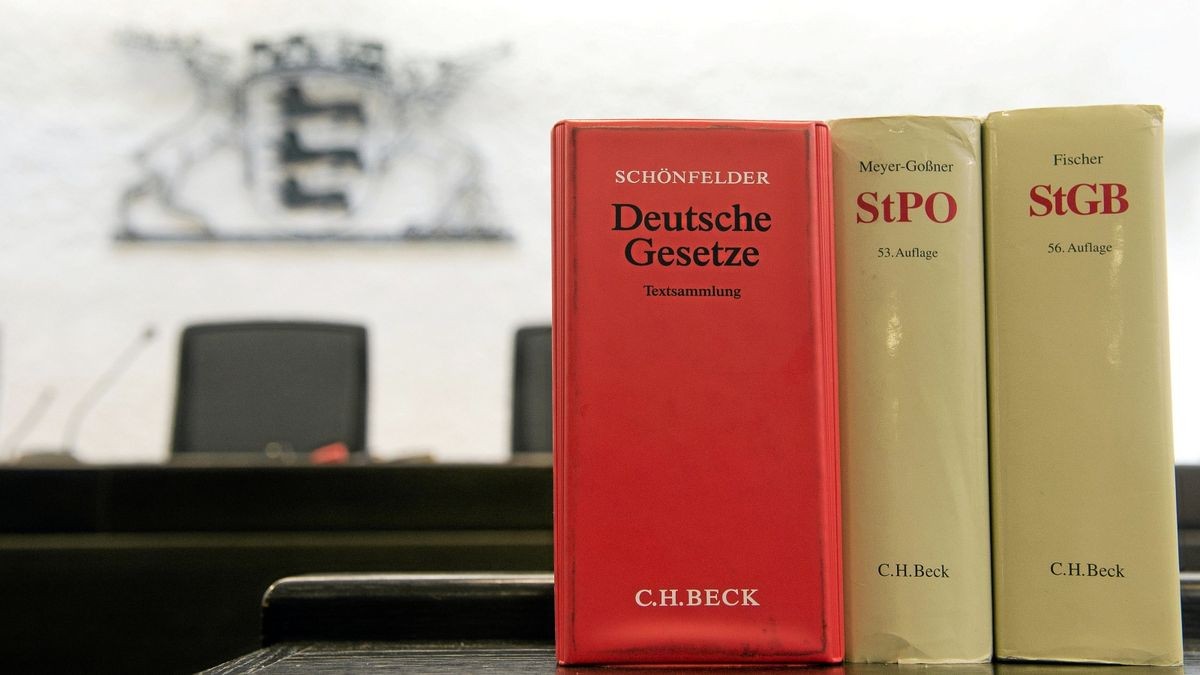 SCHÖNFELDER
Deutsche
Gesetze
Textsammlung
C.H.BECK
Meyer-Goßner
StPO
53. Auflage
C.H.Beck
Fischer
StGB
56. Auflage
C.H.Beck